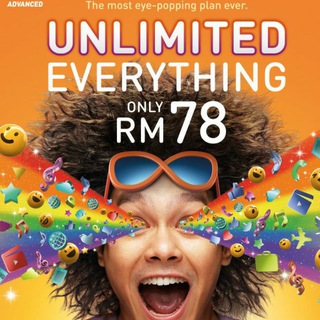 ADVANCED
The most eye-popping plan ever.
UNLIMITED
EVERYTHING
ONLY
RM 78